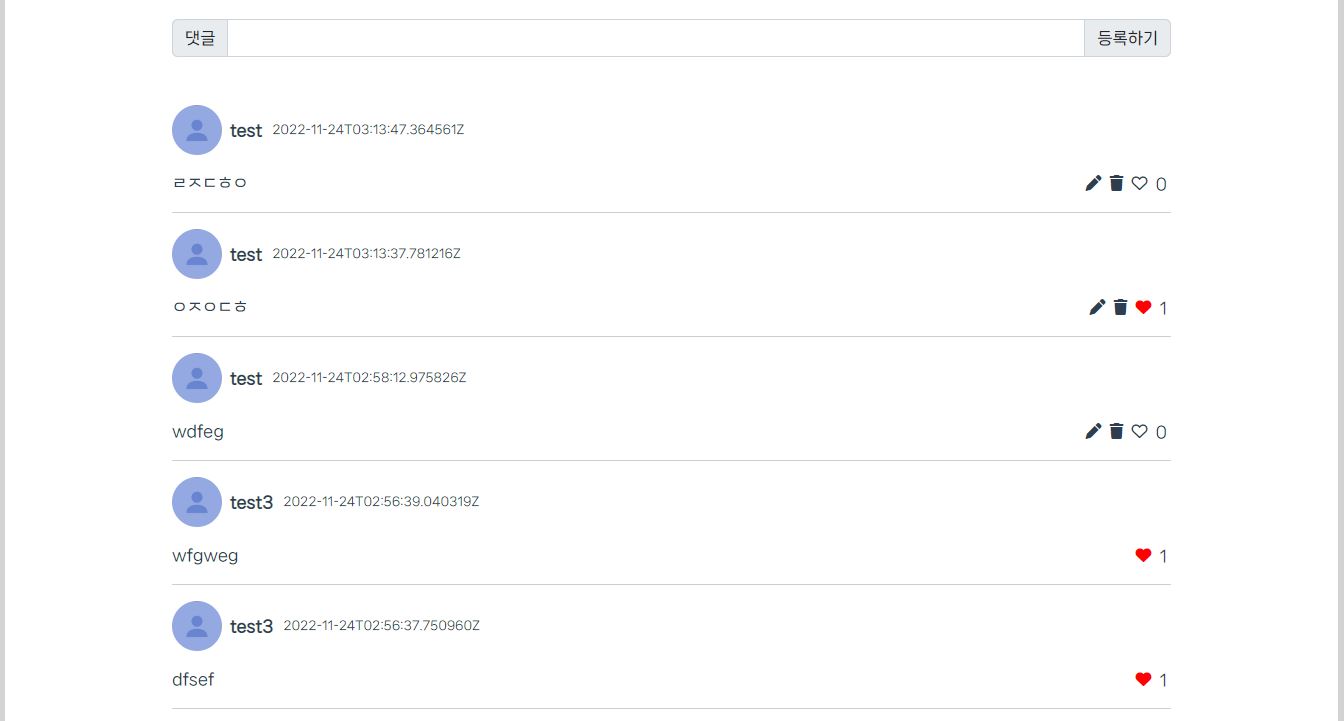 댓글 등록하기
test 2022-11-24T03:13:47.364561Z
ㄹㅈㄷㅎㅇ 0
test 2022-11-24T03:13:37.781216Z
ㅇㅈㅇㄷㅎ 1
test 2022-11-24T02:58:12.975826Z
wdfeg 0
test3 2022-11-24T02:56:39.040319Z
wfgweg 1
test3 2022-11-24T02:56:37.750960Z
dfsef 1